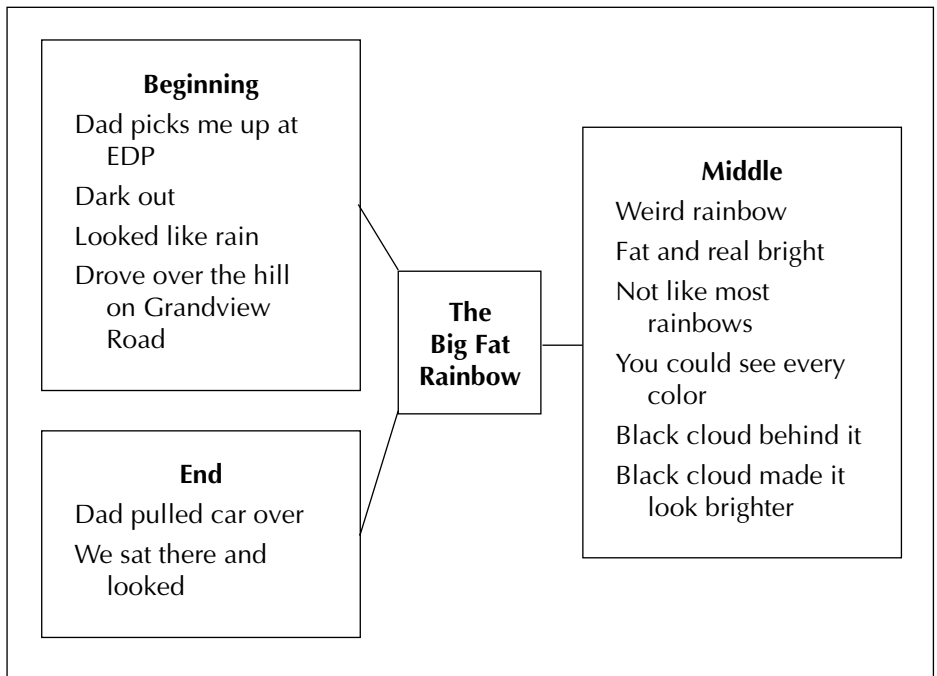 Beginning
Dad picks me up at
EDP
Dark out
Looked like rain
Drove over the hill
on Grandview
Road
The
Big Fat
Rainbow
Middle
Weird rainbow
Fat and real bright
Not like most
rainbows
You could see every
color
Black cloud behind it
Black cloud made it
look brighter
End
Dad pulled car over
We sat there and
looked